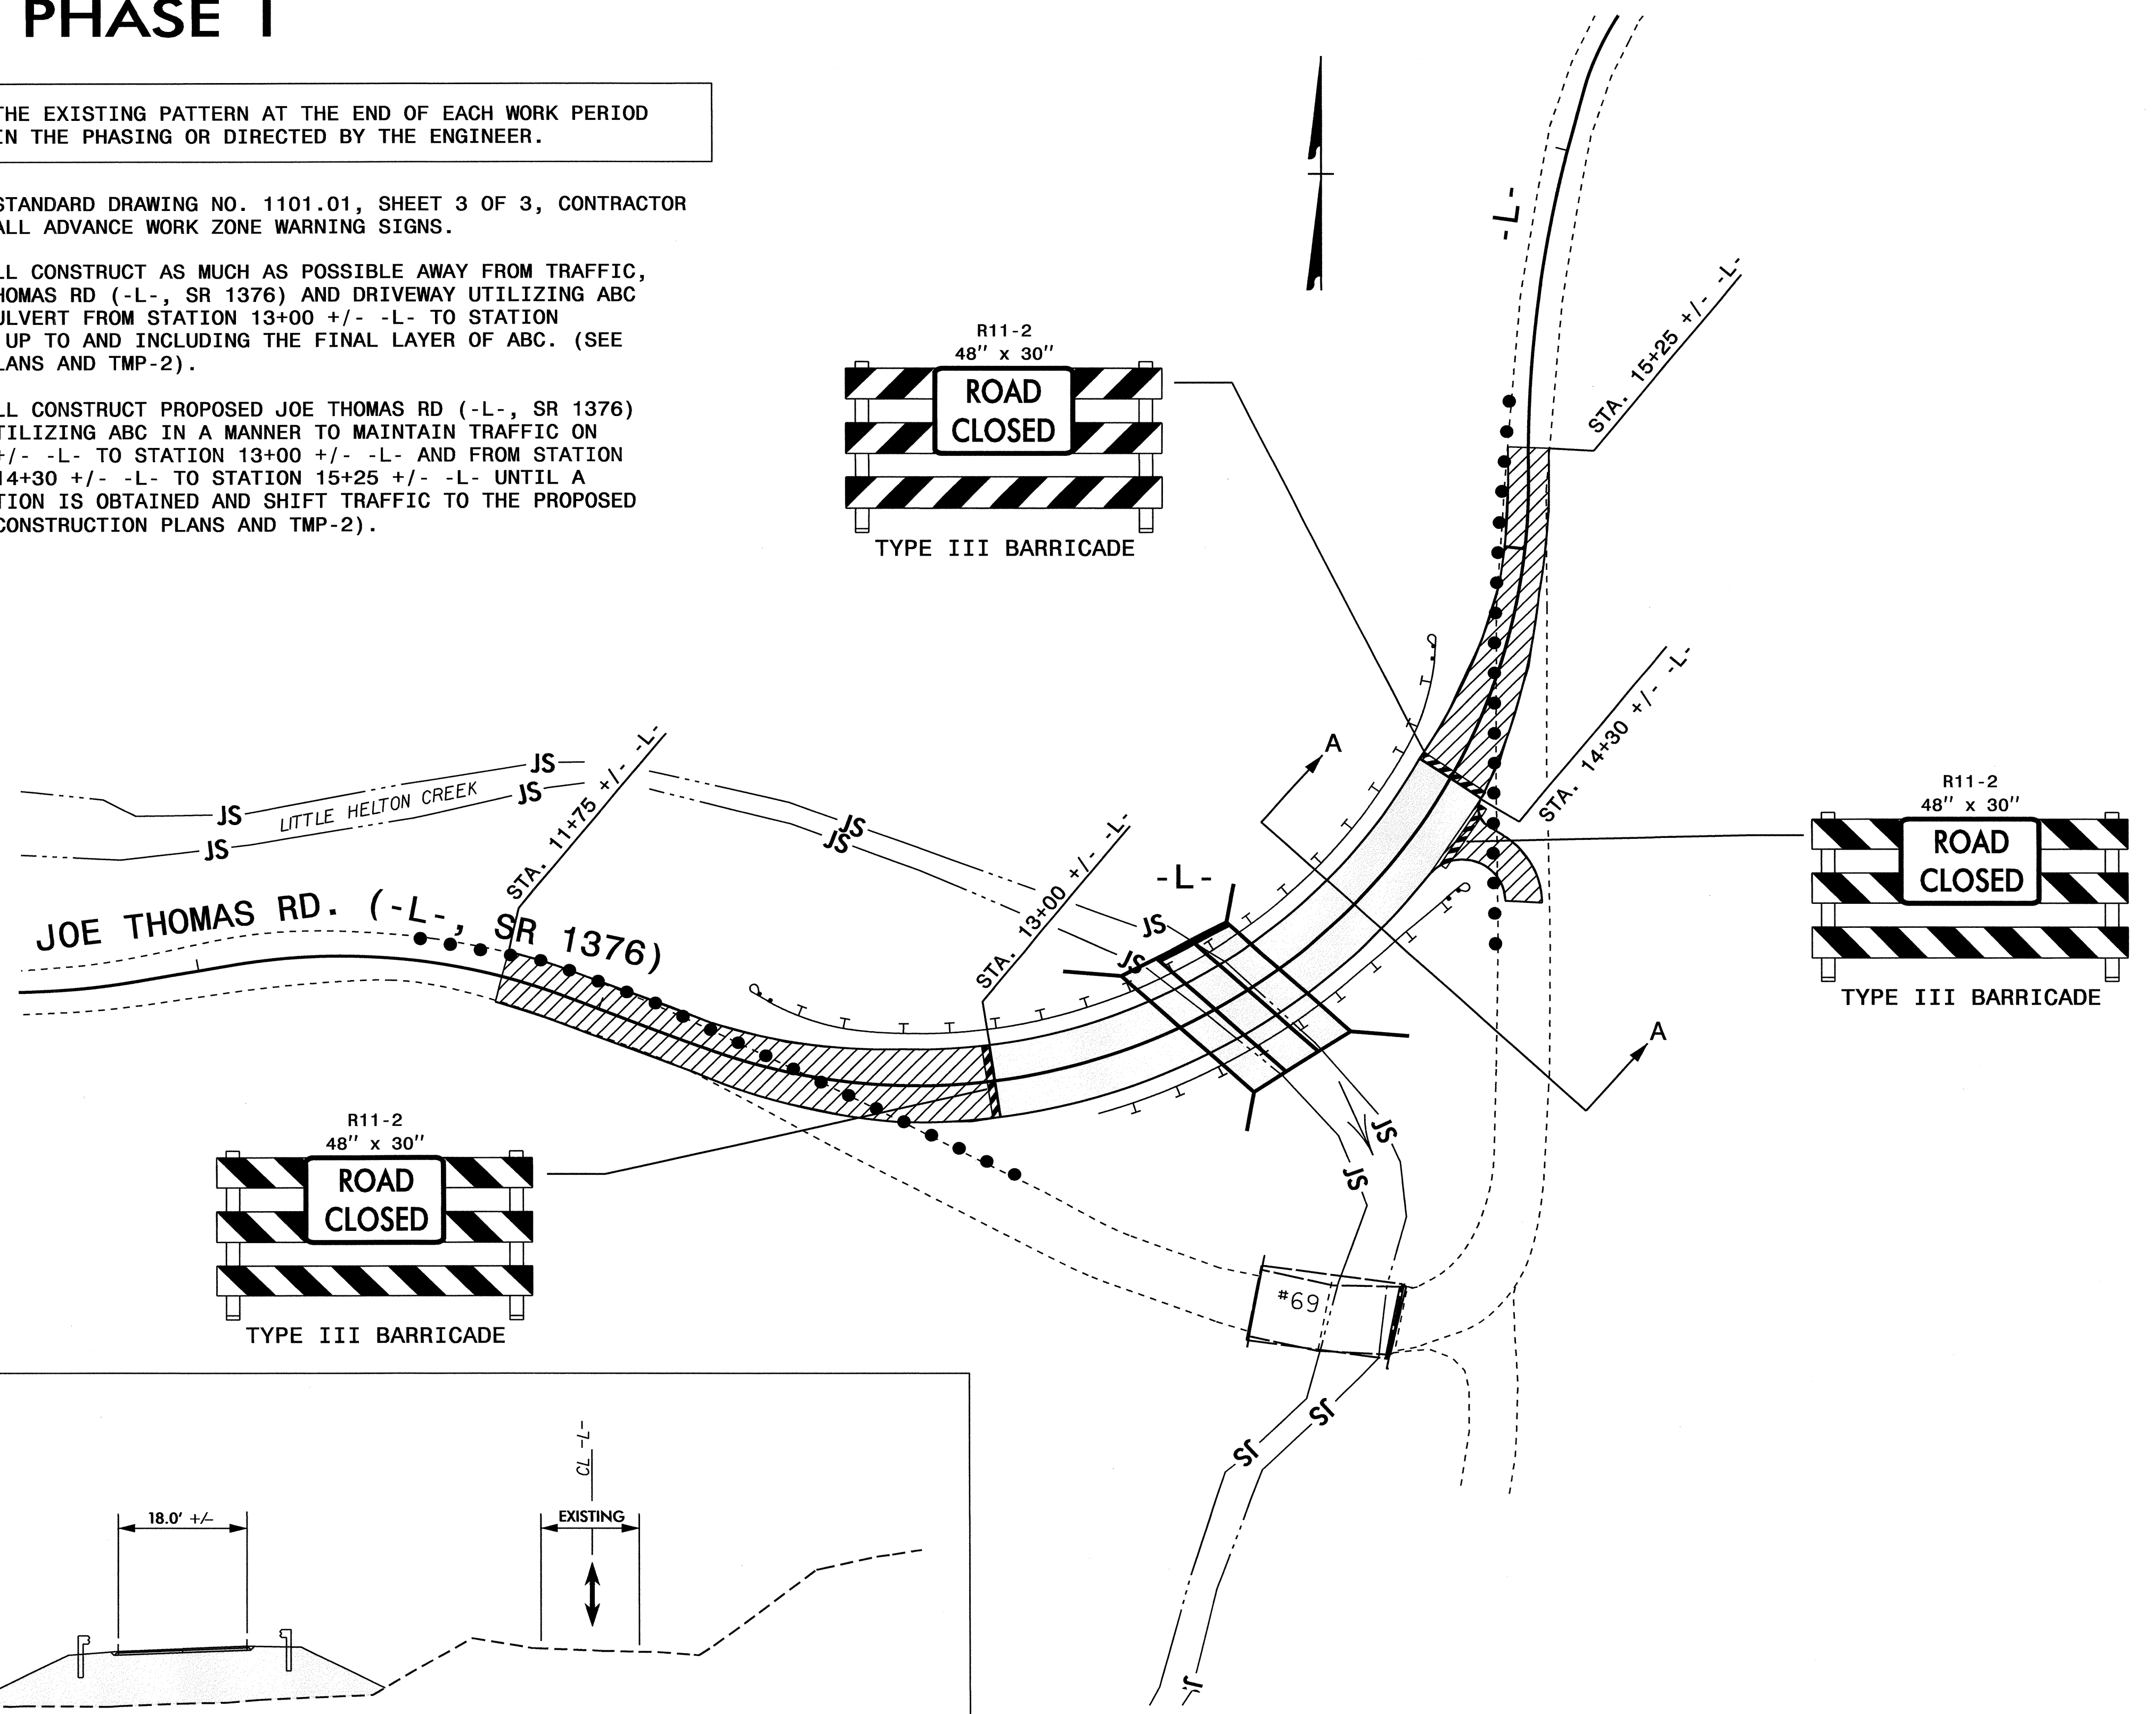 PHASE I
THE EXISTING PATTERN AT THE END OF EACH WORK PERIOD
IN THE PHASING OR DIRECTED BY THE ENGINEER.
STANDARD DRAWING NO. 1101.01, SHEET 3 OF 3, CONTRACTOR
ALL ADVANCE WORK ZONE WARNING SIGNS.
LL CONSTRUCT AS MUCH AS POSSIBLE AWAY FROM TRAFFIC,
HOMAS RD (-L-, SR 1376) AND DRIVEWAY UTILIZING ABC
ULVERT FROM STATION 13+00 +/- -L- TO STATION
UP TO AND INCLUDING THE FINAL LAYER OF ABC. (SEE
LANS AND TMP-2).
LL CONSTRUCT PROPOSED JOE THOMAS RD (-L-, SR 1376)
TILIZING ABC IN A MANNER TO MAINTAIN TRAFFIC ON
+/- -L- TO STATION 13+00 +/- -L- AND FROM STATION
14+30 +/- -L- TO STATION 15+25 +/- -L- UNTIL A
TION IS OBTAINED AND SHIFT TRAFFIC TO THE PROPOSED
CONSTRUCTION PLANS AND TMP-2).
-L-
STA. 15+25 +/- -L-
R11-2
48" x 30"
ROAD
CLOSED
TYPE III BARRICADE
STA. 14+30 +/- -L-
A
R11-2
48" x 30"
ROAD
CLOSED
TYPE III BARRICADE
JS
JS
LITTLE HELTON CREEK
JS
JS
STA. 11+75 +/- -L-
JS
JS
STA. 13+00 +/- -L-
-L-
JS
JS
JOE THOMAS RD. (-L-, SR 1376)
A
R11-2
48" x 30"
ROAD
CLOSED
TYPE III BARRICADE
JS
JS
#69
JS
JS
CL -L-
18.0' +/-
EXISTING